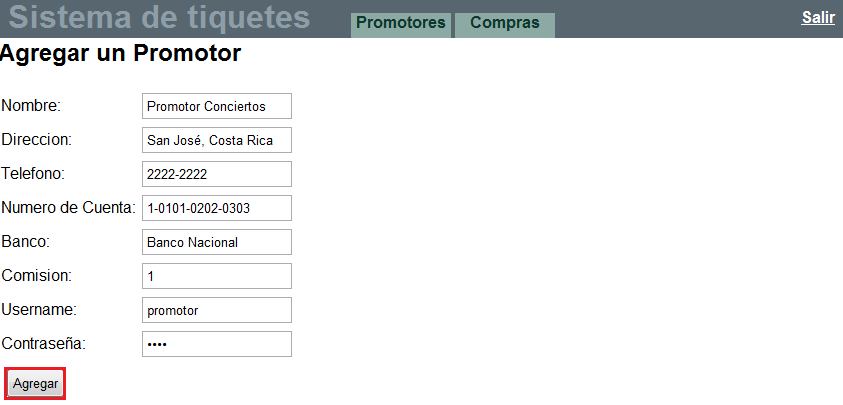 Sistema de tiquetes
Promotores
Compras
Salir
Agregar un Promotor
Nombre: Promotor Conciertos
Direccion: San José, Costa Rica
Telefono: 2222-2222
Numero de Cuenta: 1-0101-0202-0303
Banco: Banco Nacional
Comision: 1
Username: promotor
Contraseña: ••••
Agregar